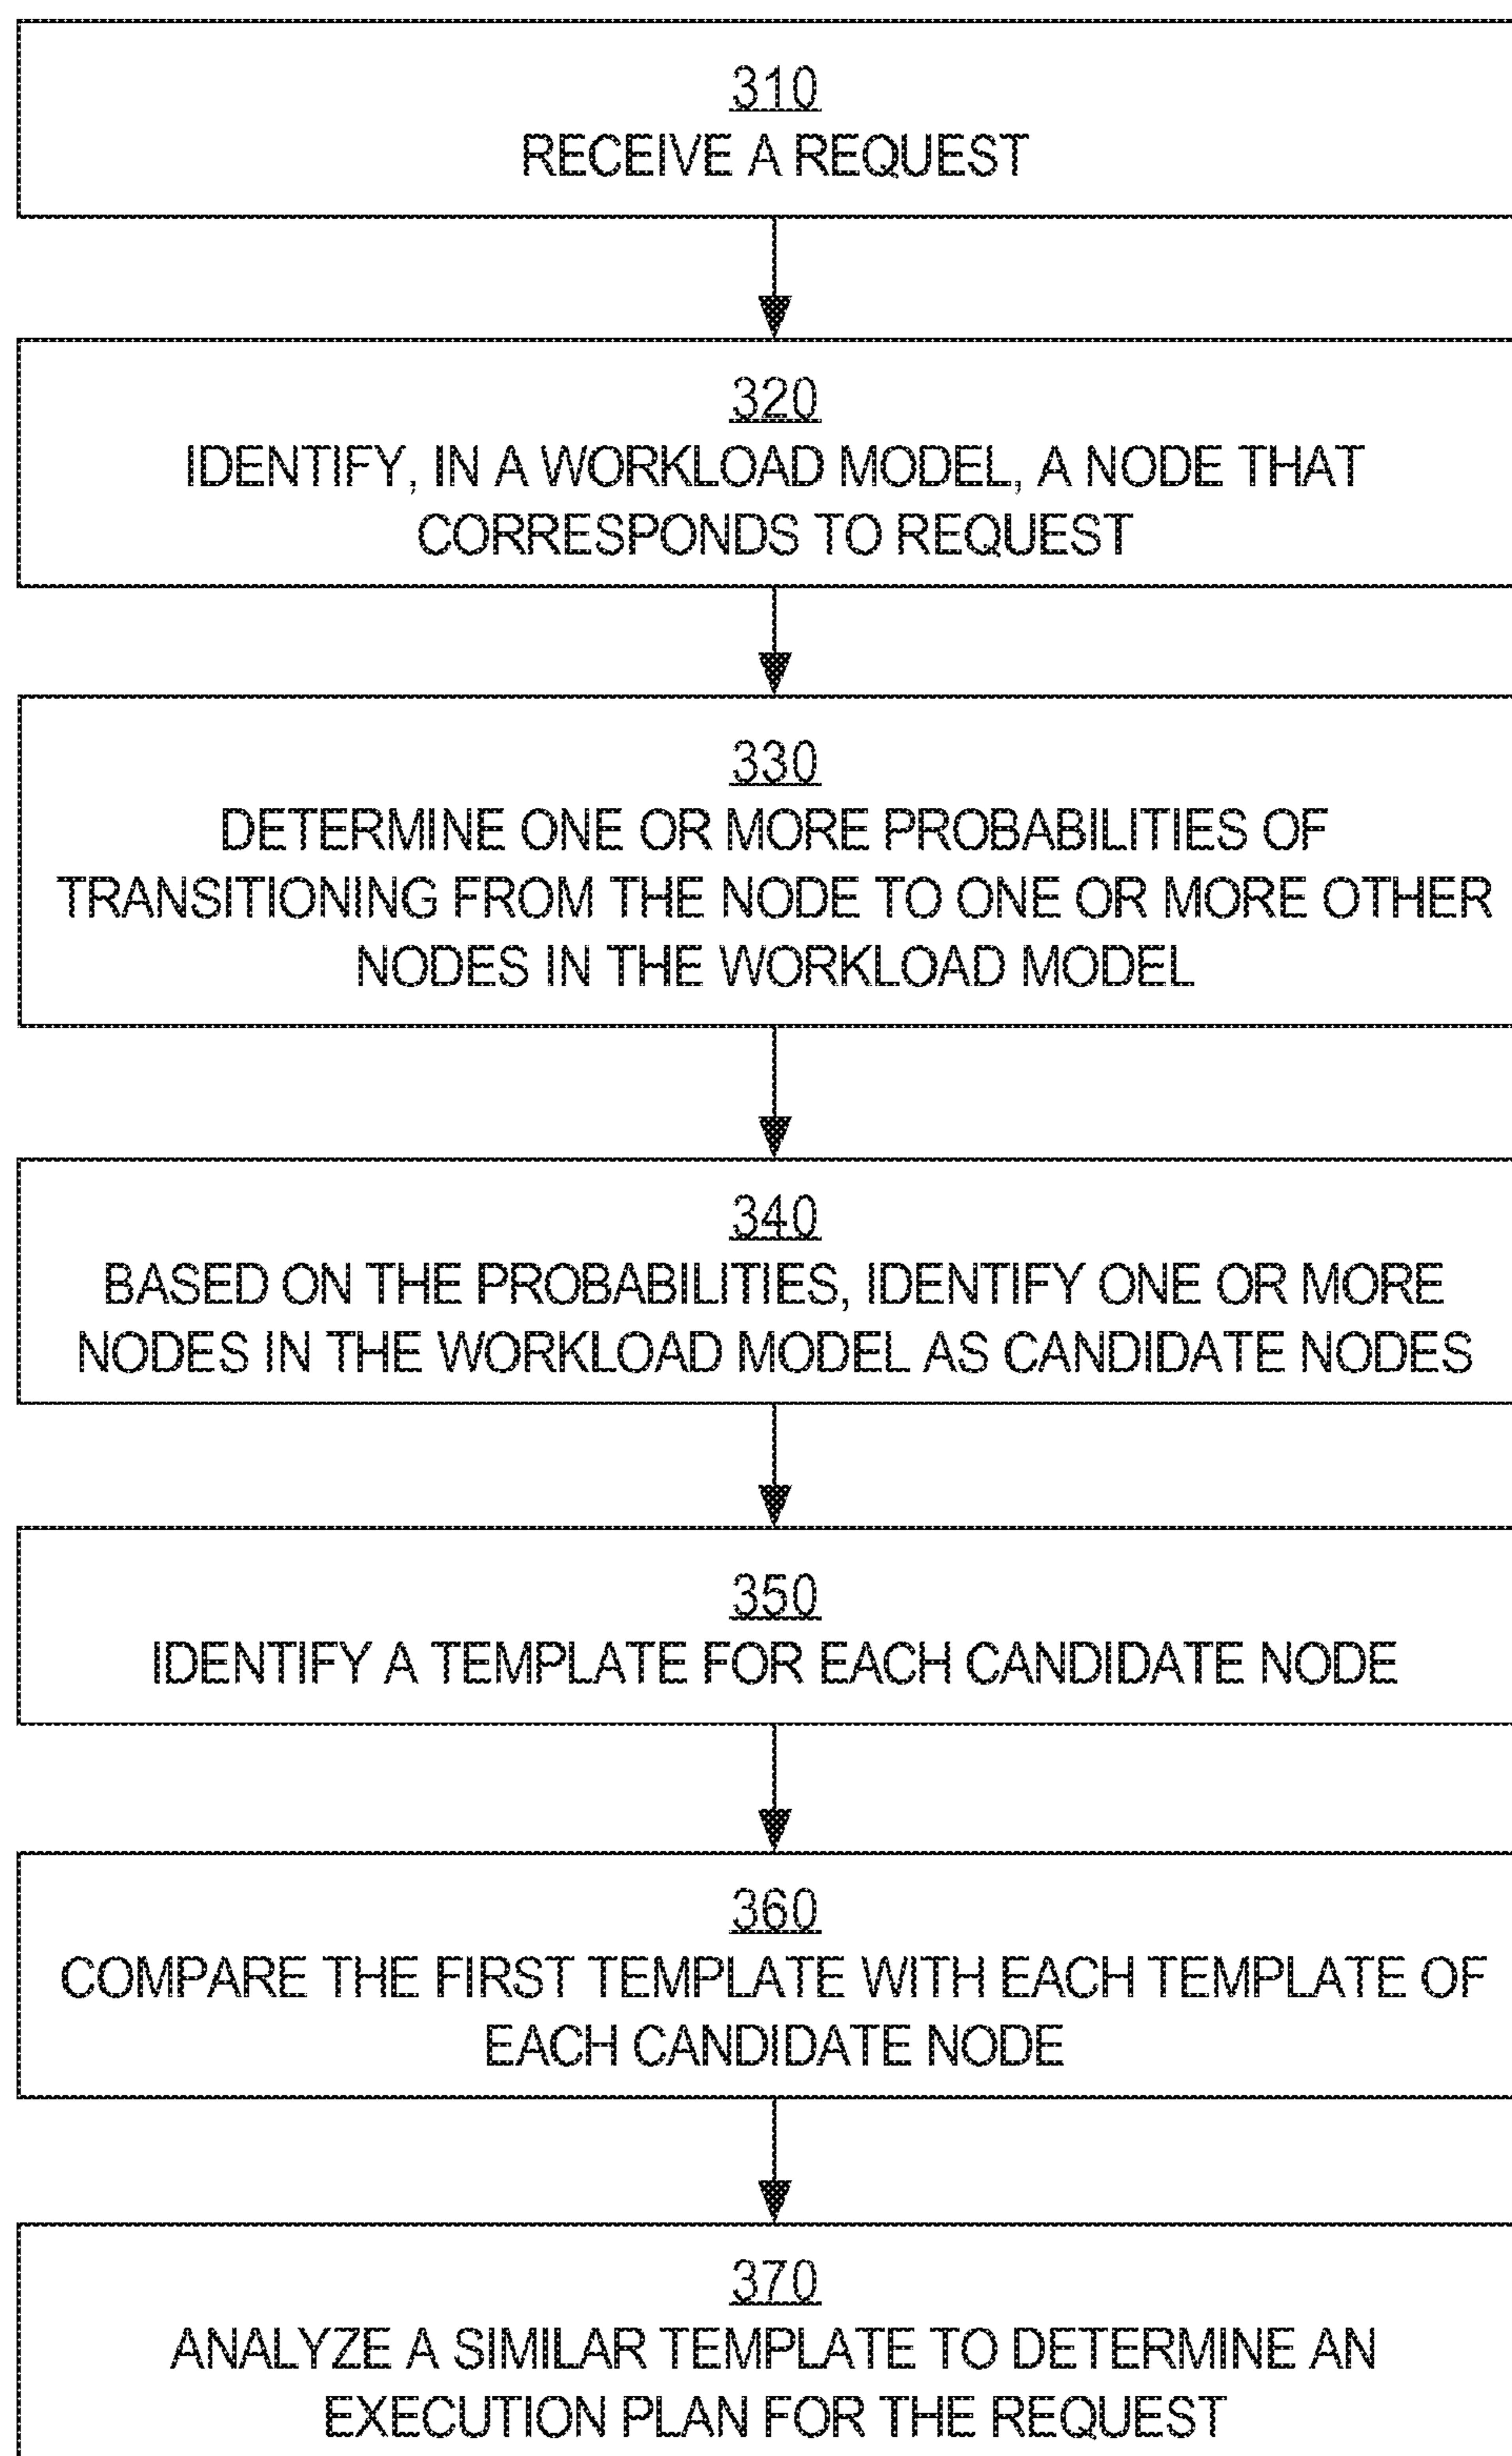 310
RECEIVE A REQUEST
320
IDENTIFY, IN A WORKLOAD MODEL, A NODE THAT
CORRESPONDS TO REQUEST
330
DETERMINE ONE OR MORE PROBABILITIES OF
TRANSITIONING FROM THE NODE TO ONE OR MORE OTHER
NODES IN THE WORKLOAD MODEL
340
BASED ON THE PROBABILITIES, IDENTIFY ONE OR MORE
NODES IN THE WORKLOAD MODEL AS CANDIDATE NODES
350
IDENTIFY A TEMPLATE FOR EACH CANDIDATE NODE
360
COMPARE THE FIRST TEMPLATE WITH EACH TEMPLATE OF
EACH CANDIDATE NODE
370
ANALYZE A SIMILAR TEMPLATE TO DETERMINE AN
EXECUTION PLAN FOR THE REQUEST